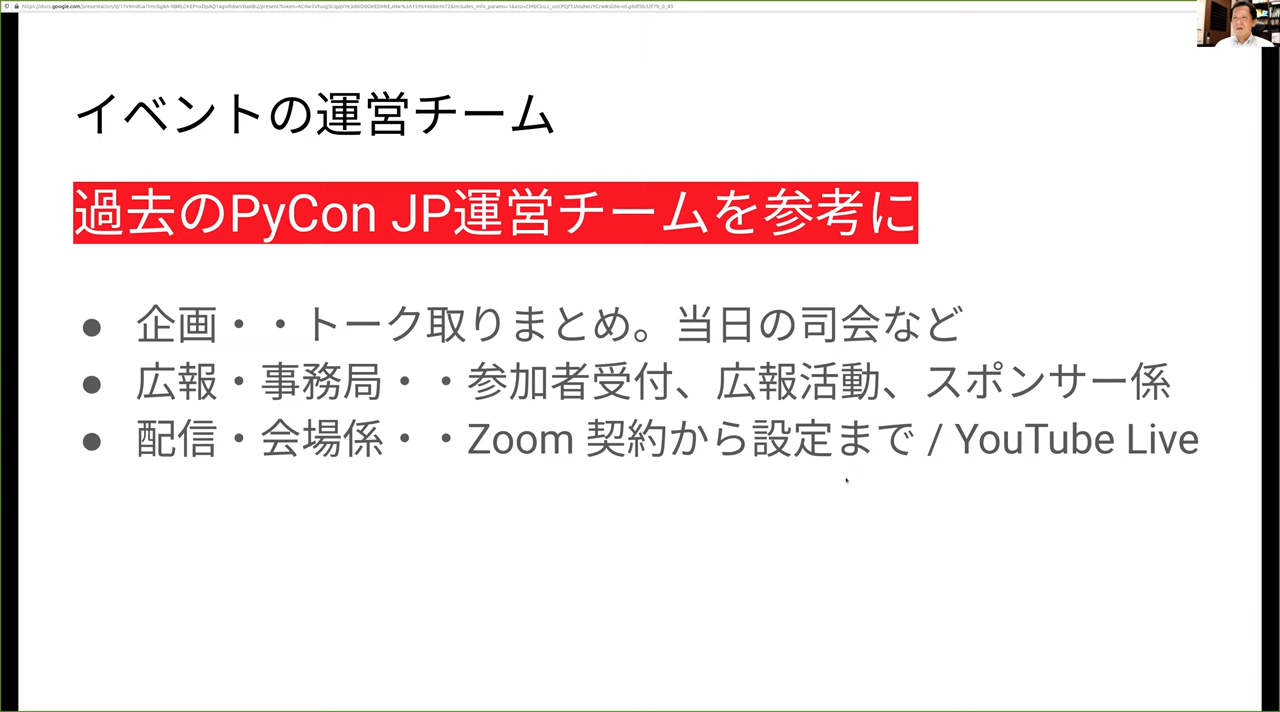 イベントの運営チーム
過去のPyCon JP運営チームを参考に
● 企画・・トーク取りまとめ。当日の司会など
● 広報・事務局・・参加者受付、広報活動、スポンサー係
● 配信・会場係・・Zoom 契約から設定まで / YouTube Live